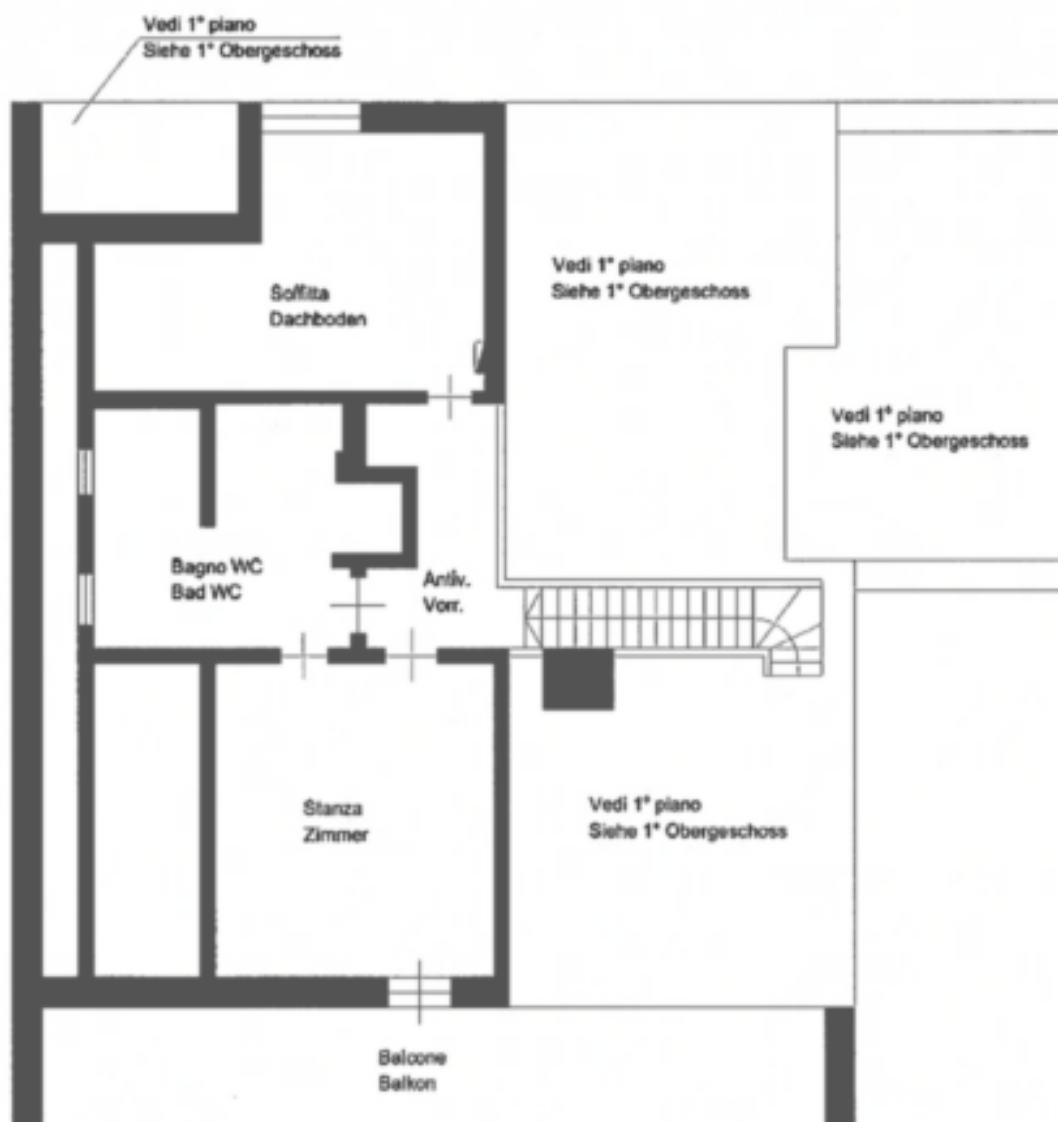 Vedi 1° piano
Siehe 1° Obergeschoss
Vedi 1° piano
Siehe 1° Obergeschoss
Soffitta
Dachboden
Vedi 1° piano
Siehe 1° Obergeschoss
Bagno WC
Bad WC
Antiv.
Vorr.
Stanza
Zimmer
Vedi 1° piano
Siehe 1° Obergeschoss
Balcone
Balkon